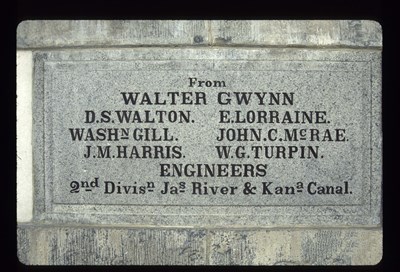 From
WALTER GWYNN
D.S.WALTON. E.LORRAINE.
WASHN GILL. JOHN.C.McRAE.
J.M.HARRIS. W.G.TURPIN.
ENGINEERS
2nd Divisn Jas River & Kana Canal.